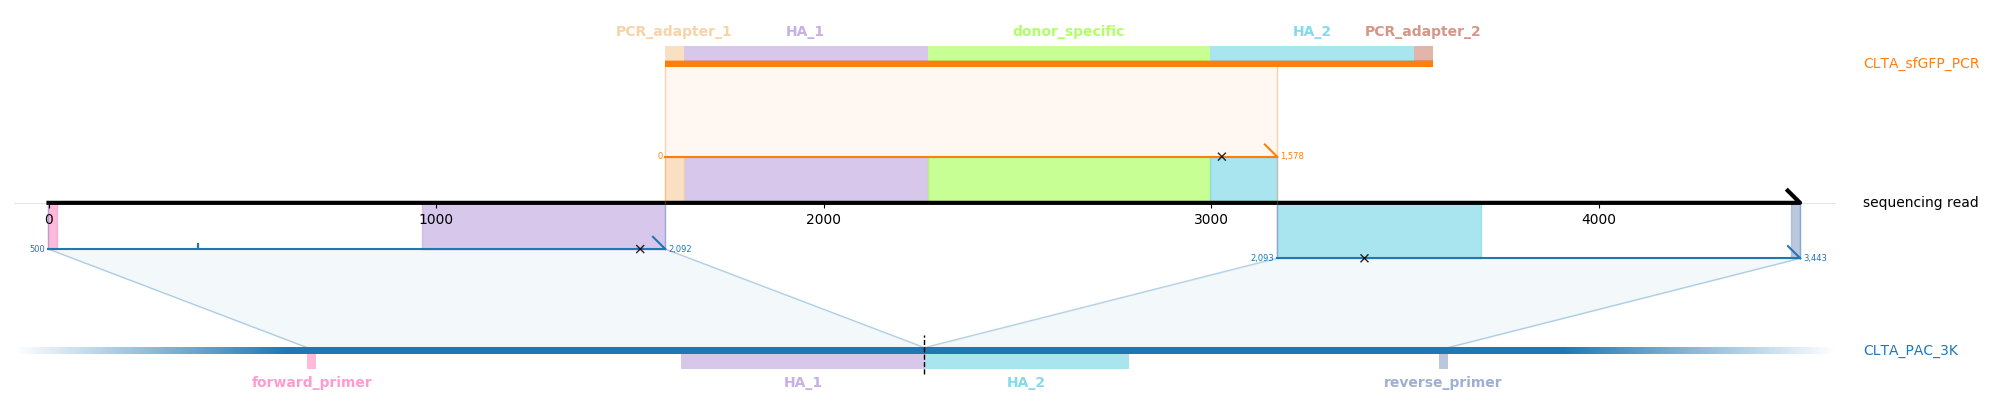 PCR_adapter_1 HA_1 donor_specific HA_2 PCR_adapter_2
CLTA_sfGFP_PCR
0 1,578
sequencing read
0 1000 2000 3000 4000
500 2,092
2,093 3,443
CLTA_PAC_3K
forward_primer HA_1 HA_2 reverse_primer